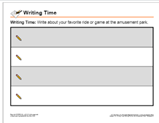 Writing Time
Writing Time: Write about your favorite ride or game at the amusement park.